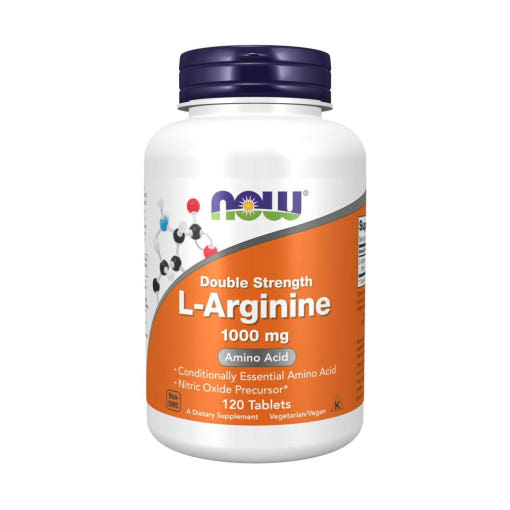 NOW®
Double Strength
L-Arginine
1000 mg
Amino Acid
• Conditionally Essential Amino Acid
• Nitric Oxide Precursor*
120 Tablets
Non-
GMO
A Dietary Supplement Vegetarian/Vegan
K